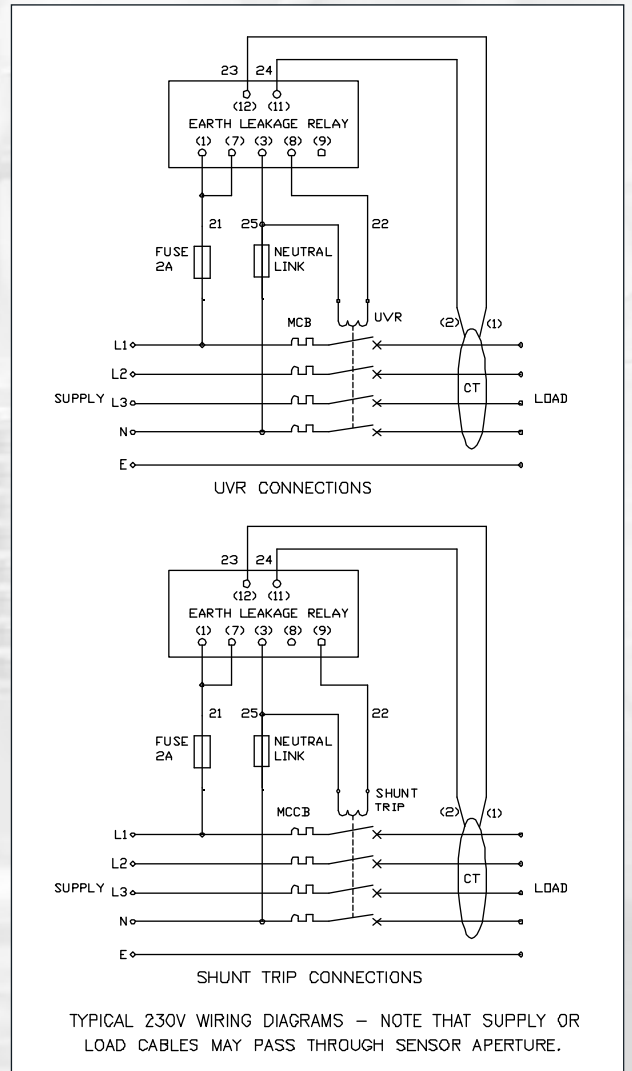 23 24
(12) (11)
EARTH LEAKAGE RELAY
(1) (7) (3) (8) (9)
21 25 22
FUSE 2A
NEUTRAL LINK
MCB
UVR
(2) (1)
L1
L2
CT
SUPPLY L3 LOAD
N
E
UVR CONNECTIONS
23 24
(12) (11)
EARTH LEAKAGE RELAY
(1) (7) (3) (8) (9)
21 25 22
FUSE 2A
NEUTRAL LINK
MCCB
SHUNT TRIP
(2) (1)
L1
L2
CT
SUPPLY L3 LOAD
N
E
SHUNT TRIP CONNECTIONS
TYPICAL 230V WIRING DIAGRAMS - NOTE THAT SUPPLY OR
LOAD CABLES MAY PASS THROUGH SENSOR APERTURE.